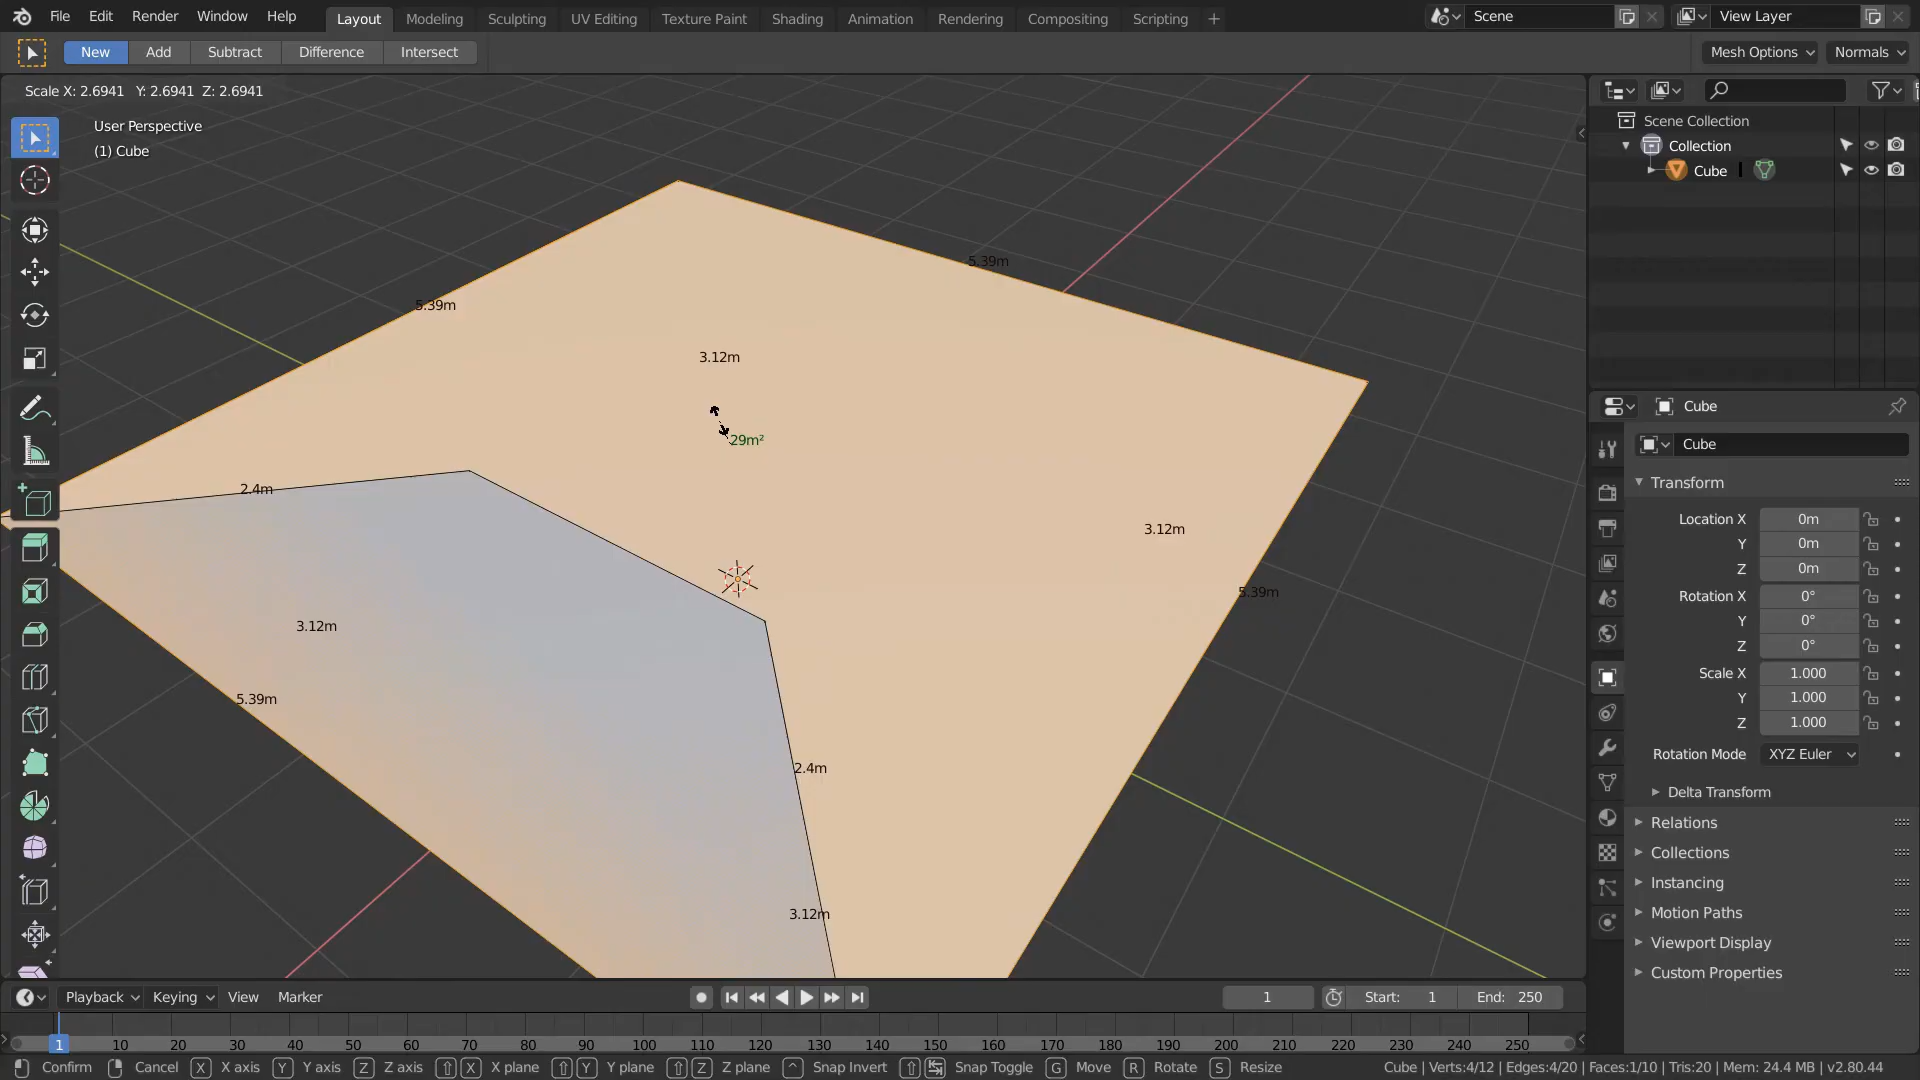 File Edit Render Window Help Layout Modeling Sculpting UV Editing Texture Paint Shading Animation Rendering Compositing Scripting + Scene View Layer
New Add Subtract Difference Intersect Mesh Options Normals
Scale X: 2.6941 Y: 2.6941 Z: 2.6941
User Perspective
(1) Cube
5.39m
5.39m
3.12m
29m²
2.4m
3.12m
5.39m
3.12m
5.39m
2.4m
3.12m
Scene Collection
Collection
Cube
Cube
Cube
Transform
Location X 0m
Y 0m
Z 0m
Rotation X 0°
Y 0°
Z 0°
Scale X 1.000
Y 1.000
Z 1.000
Rotation Mode XYZ Euler
Delta Transform
Relations
Collections
Instancing
Motion Paths
Viewport Display
Custom Properties
Playback Keying View Marker 1 Start: 1 End: 250
1 10 20 30 40 50 60 70 80 90 100 110 120 130 140 150 160 170 180 190 200 210 220 230 240 250
Confirm Cancel X X axis Y Y axis Z Z axis X X plane Y Y plane Z Z plane Snap Invert Snap Toggle G Move R Rotate S Resize Cube | Verts:4/12 | Edges:4/20 | Faces:1/10 | Tris:20 | Mem: 24.4 MB | v2.80.44